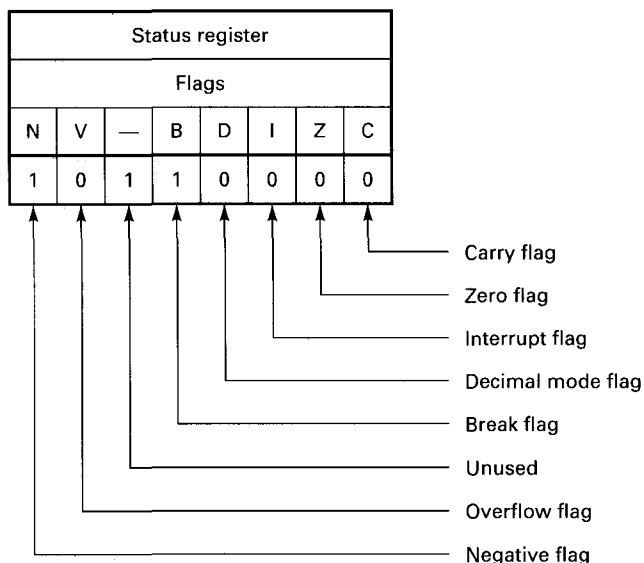 Status register
Flags
N V — B D I Z C
1 0 1 1 0 0 0 0
Carry flag
Zero flag
Interrupt flag
Decimal mode flag
Break flag
Unused
Overflow flag
Negative flag